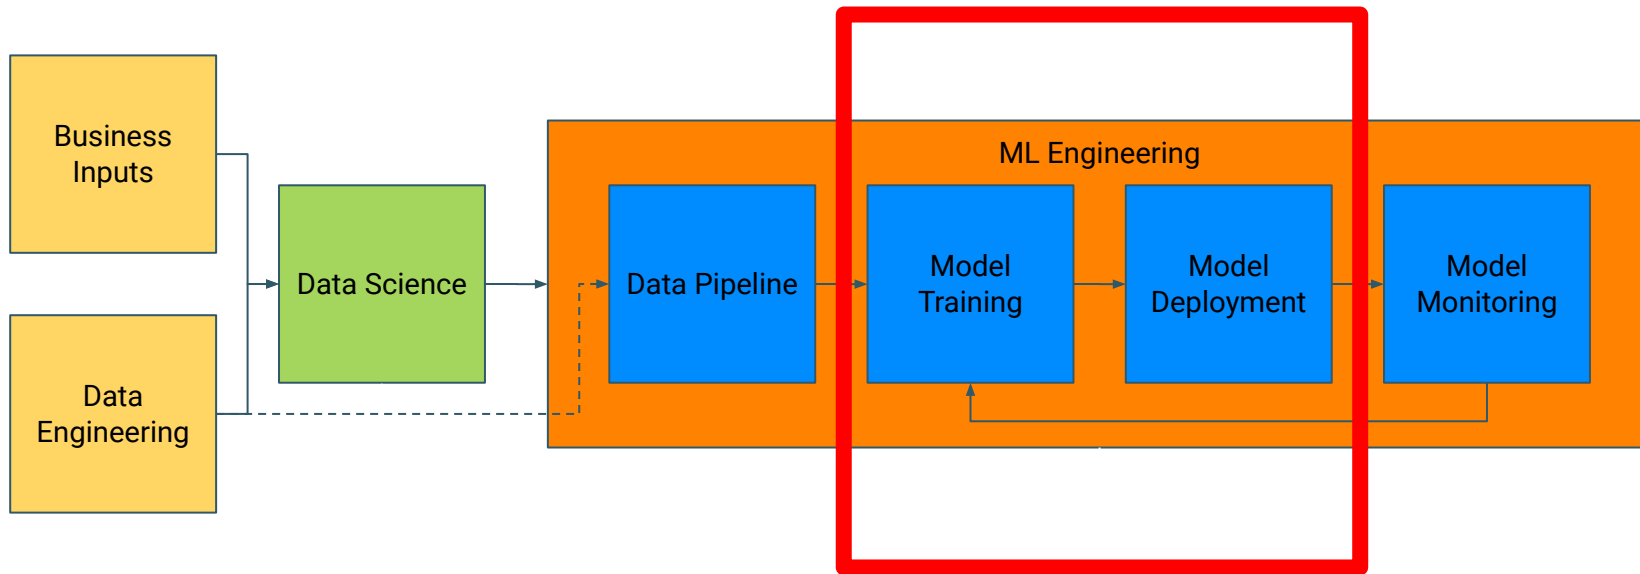 Business
Inputs
Data
Engineering
Data Science
ML Engineering
Data Pipeline
Model
Training
Model
Deployment
Model
Monitoring